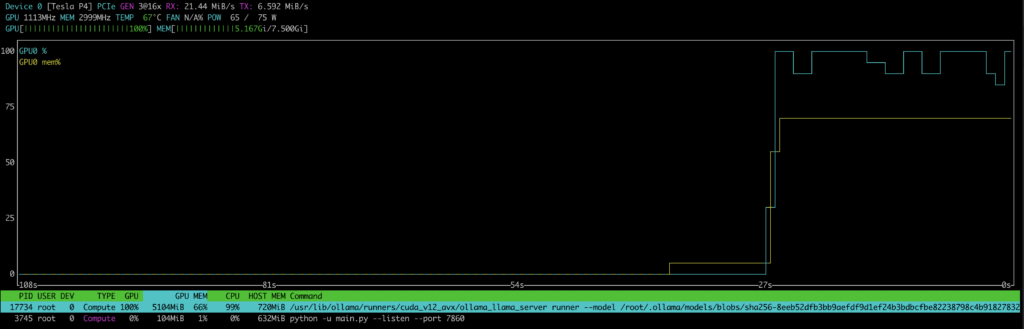 Device 0 [Tesla P4] PCIe GEN 3@16x RX: 21.44 MiB/s TX: 6.592 MiB/s
GPU 1113MHz MEM 2999MHz TEMP  67°C FAN N/A% POW  65 /  75 W
GPU[||||||||||||||||||||||||100%] MEM[|||||||||||||5.167Gi/7.500Gi]
100 GPU0 %
GPU0 mem%
75
50
25
0
108s 81s 54s 27s 0s
PID USER DEV TYPE GPU GPU MEM CPU HOST MEM Command
17734 root 0 Compute 100% 5104MiB 66% 99% 720MiB /usr/lib/ollama/runners/cuda_v12_avx/ollama_llama_server runner --model /root/.ollama/models/blobs/sha256-8eeb52dfb3bb9aefdf9d1ef24b3bdbcfbe82238798c4b91827832
3745 root 0 Compute 0% 104MiB 1% 0% 632MiB python -u main.py --listen --port 7860